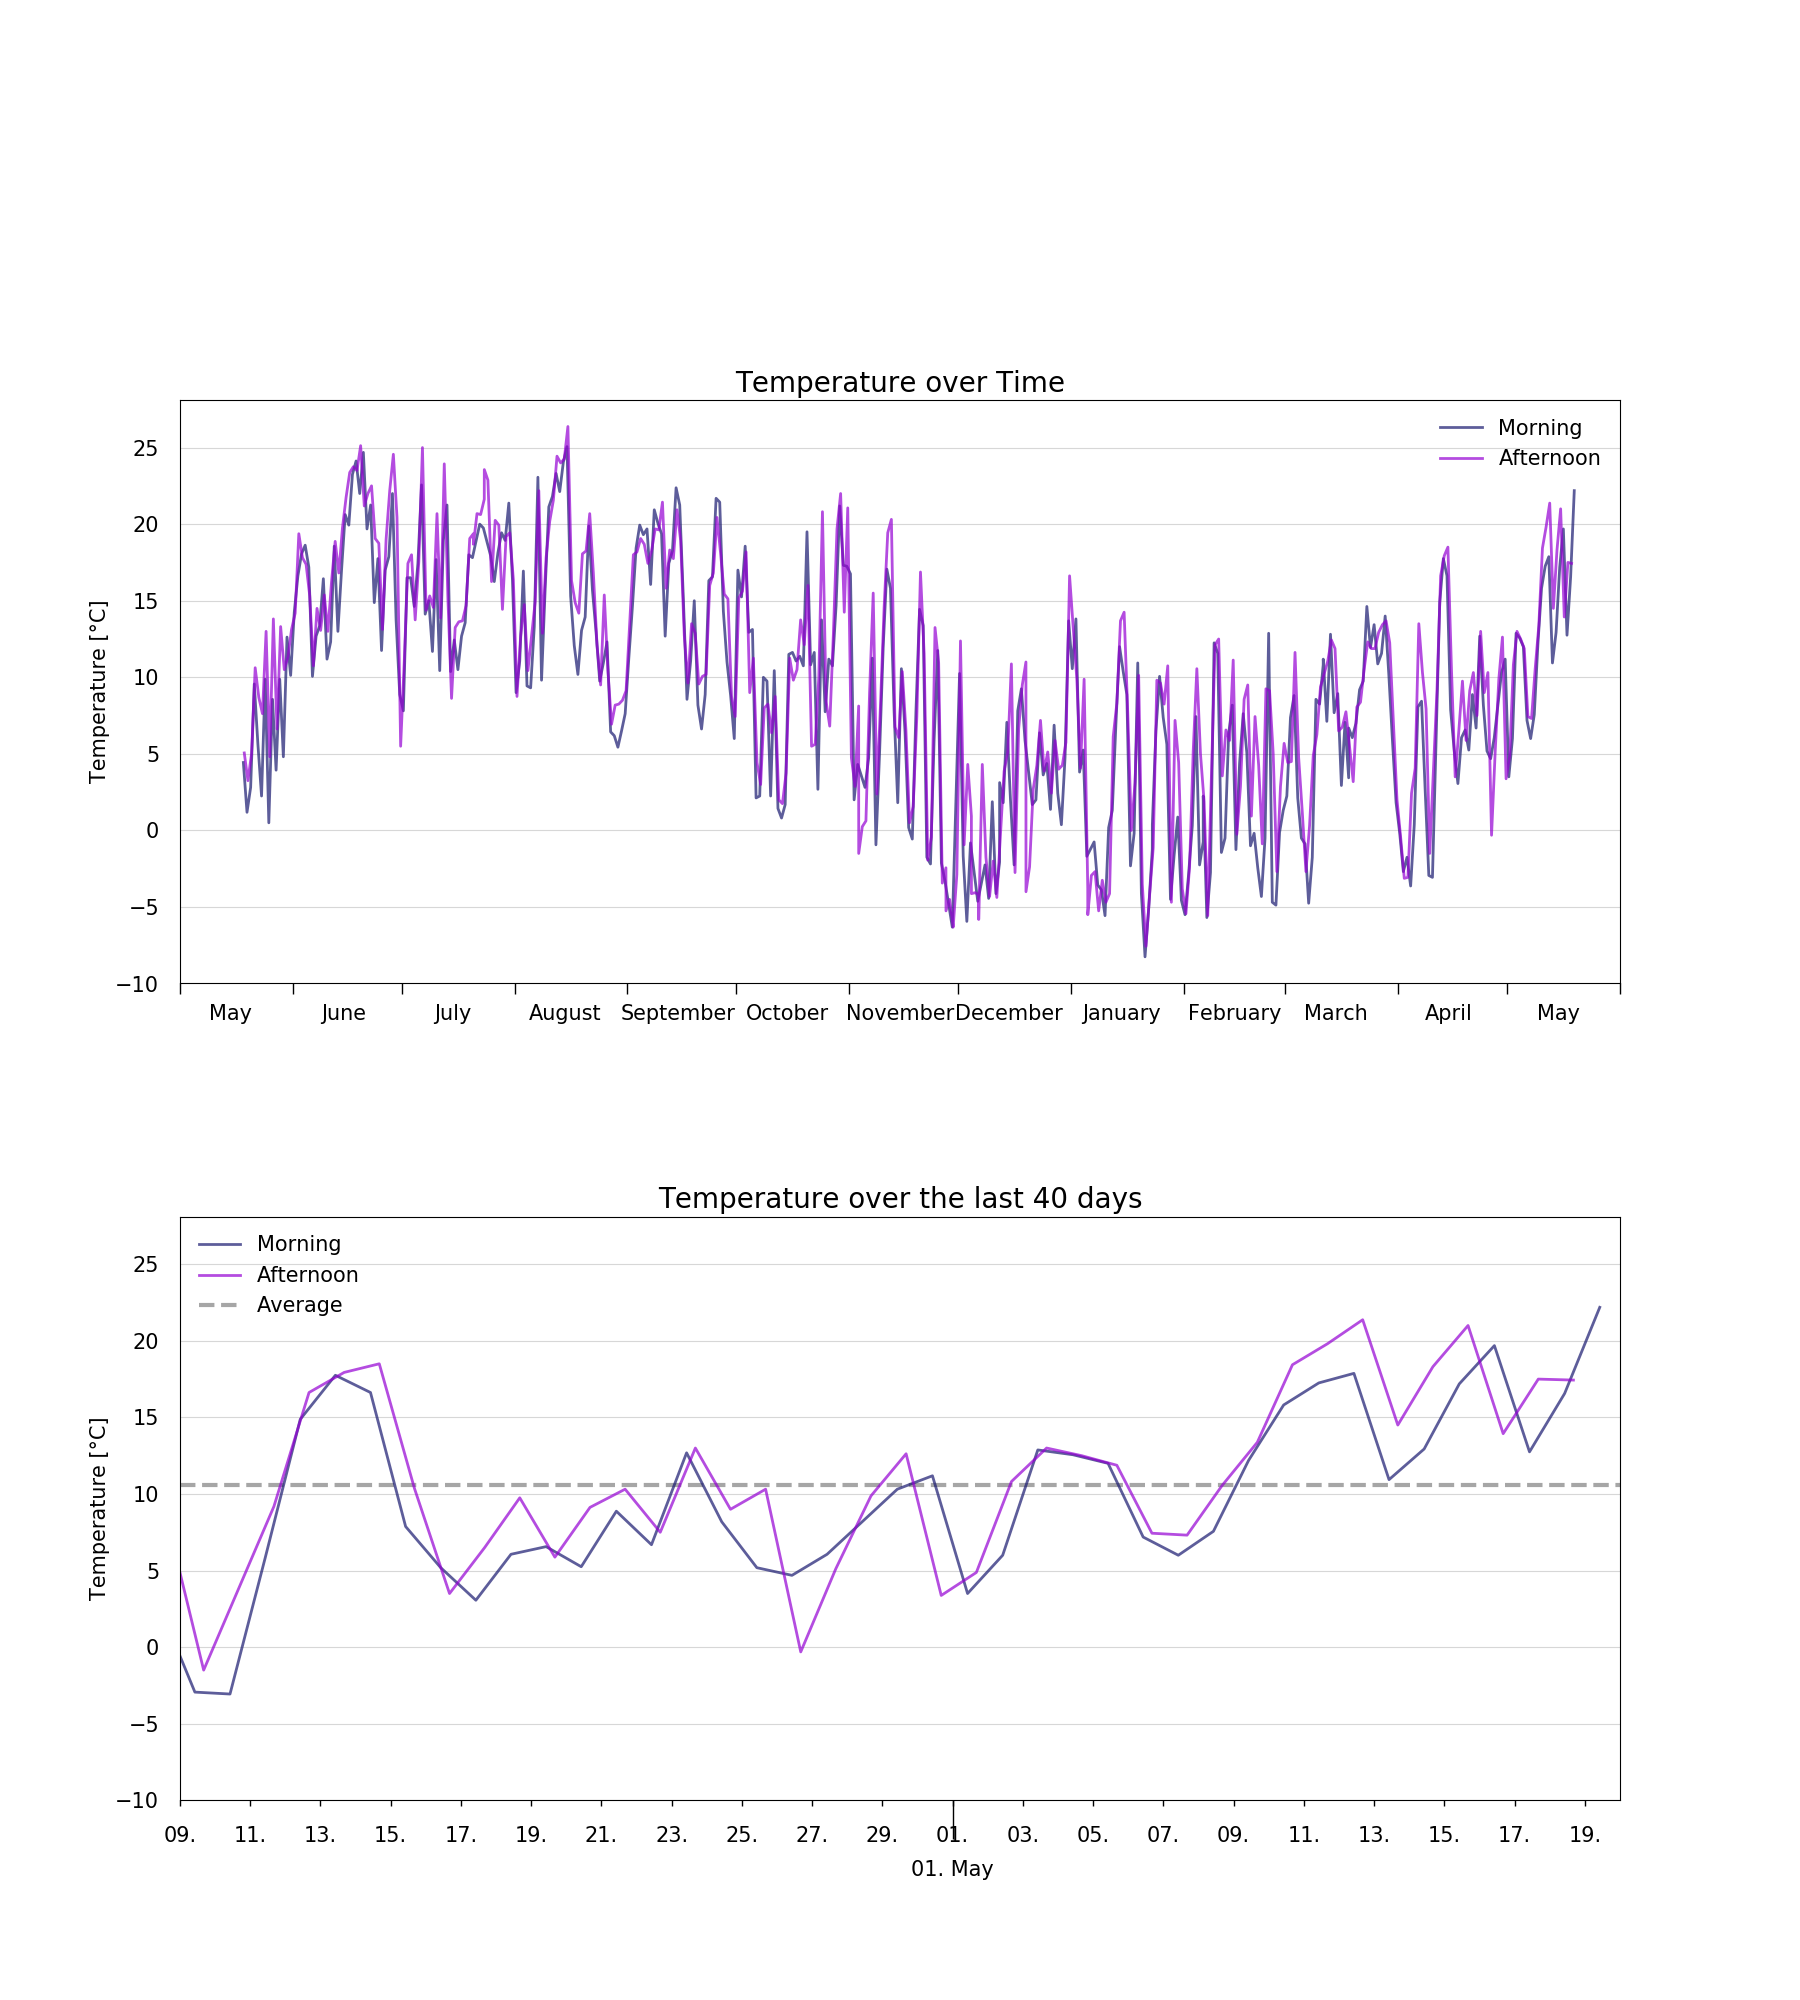 Temperature over Time
Morning
Afternoon
Temperature [°C]
25
20
15
10
5
0
−5
−10
May June July August September October November December January February March April May
Temperature over the last 40 days
Morning
Afternoon
Average
Temperature [°C]
25
20
15
10
5
0
−5
−10
09. 11. 13. 15. 17. 19. 21. 23. 25. 27. 29. 01. 03. 05. 07. 09. 11. 13. 15. 17. 19.
01. May